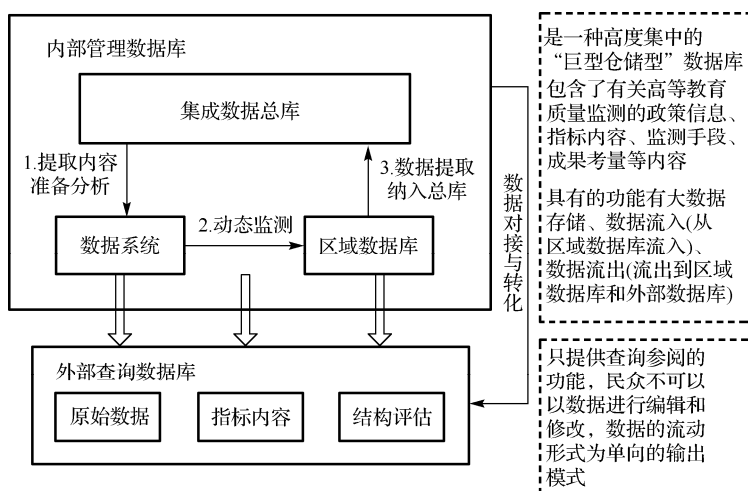 内部管理数据库
集成数据总库
1.提取内容
准备分析
3.数据提取
纳入总库
数据系统
2.动态监测
区域数据库
数据对接与转化
外部查询数据库
原始数据
指标内容
结构评估
是一种高度集中的
“巨型仓储型”数据库
包含了有关高等教育
质量监测的政策信息、
指标内容、监测手段、
成果考量等内容
具有的功能有大数据
存储、数据流入(从
区域数据库流入)、
数据流出(流出到区域
数据库和外部数据库)
只提供查询参阅的
功能，民众不可以
以数据进行编辑和
修改，数据的流动
形式为单向的输出
模式